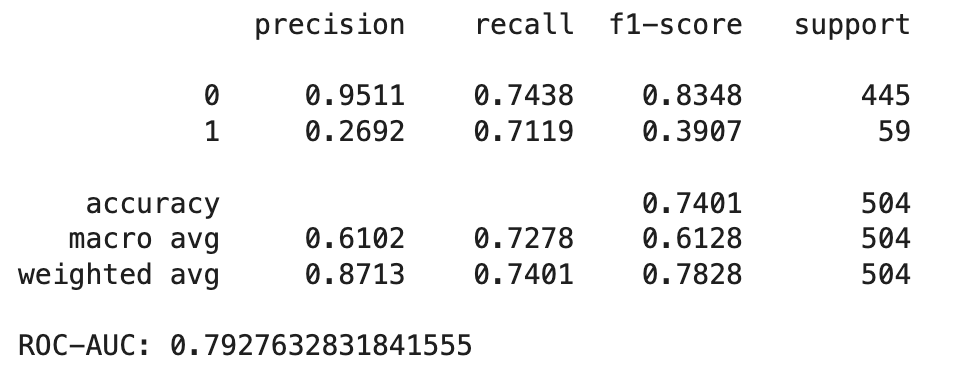 precision recall f1-score support
0 0.9511 0.7438 0.8348 445
1 0.2692 0.7119 0.3907 59
accuracy 0.7401 504
macro avg 0.6102 0.7278 0.6128 504
weighted avg 0.8713 0.7401 0.7828 504
ROC-AUC: 0.7927632831841555